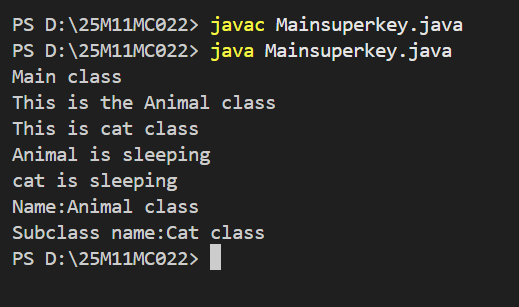 PS D:\25M11MC022> javac Mainsuperkey.java
PS D:\25M11MC022> java Mainsuperkey.java
Main class
This is the Animal class
This is cat class
Animal is sleeping
cat is sleeping
Name:Animal class
Subclass name:Cat class
PS D:\25M11MC022>